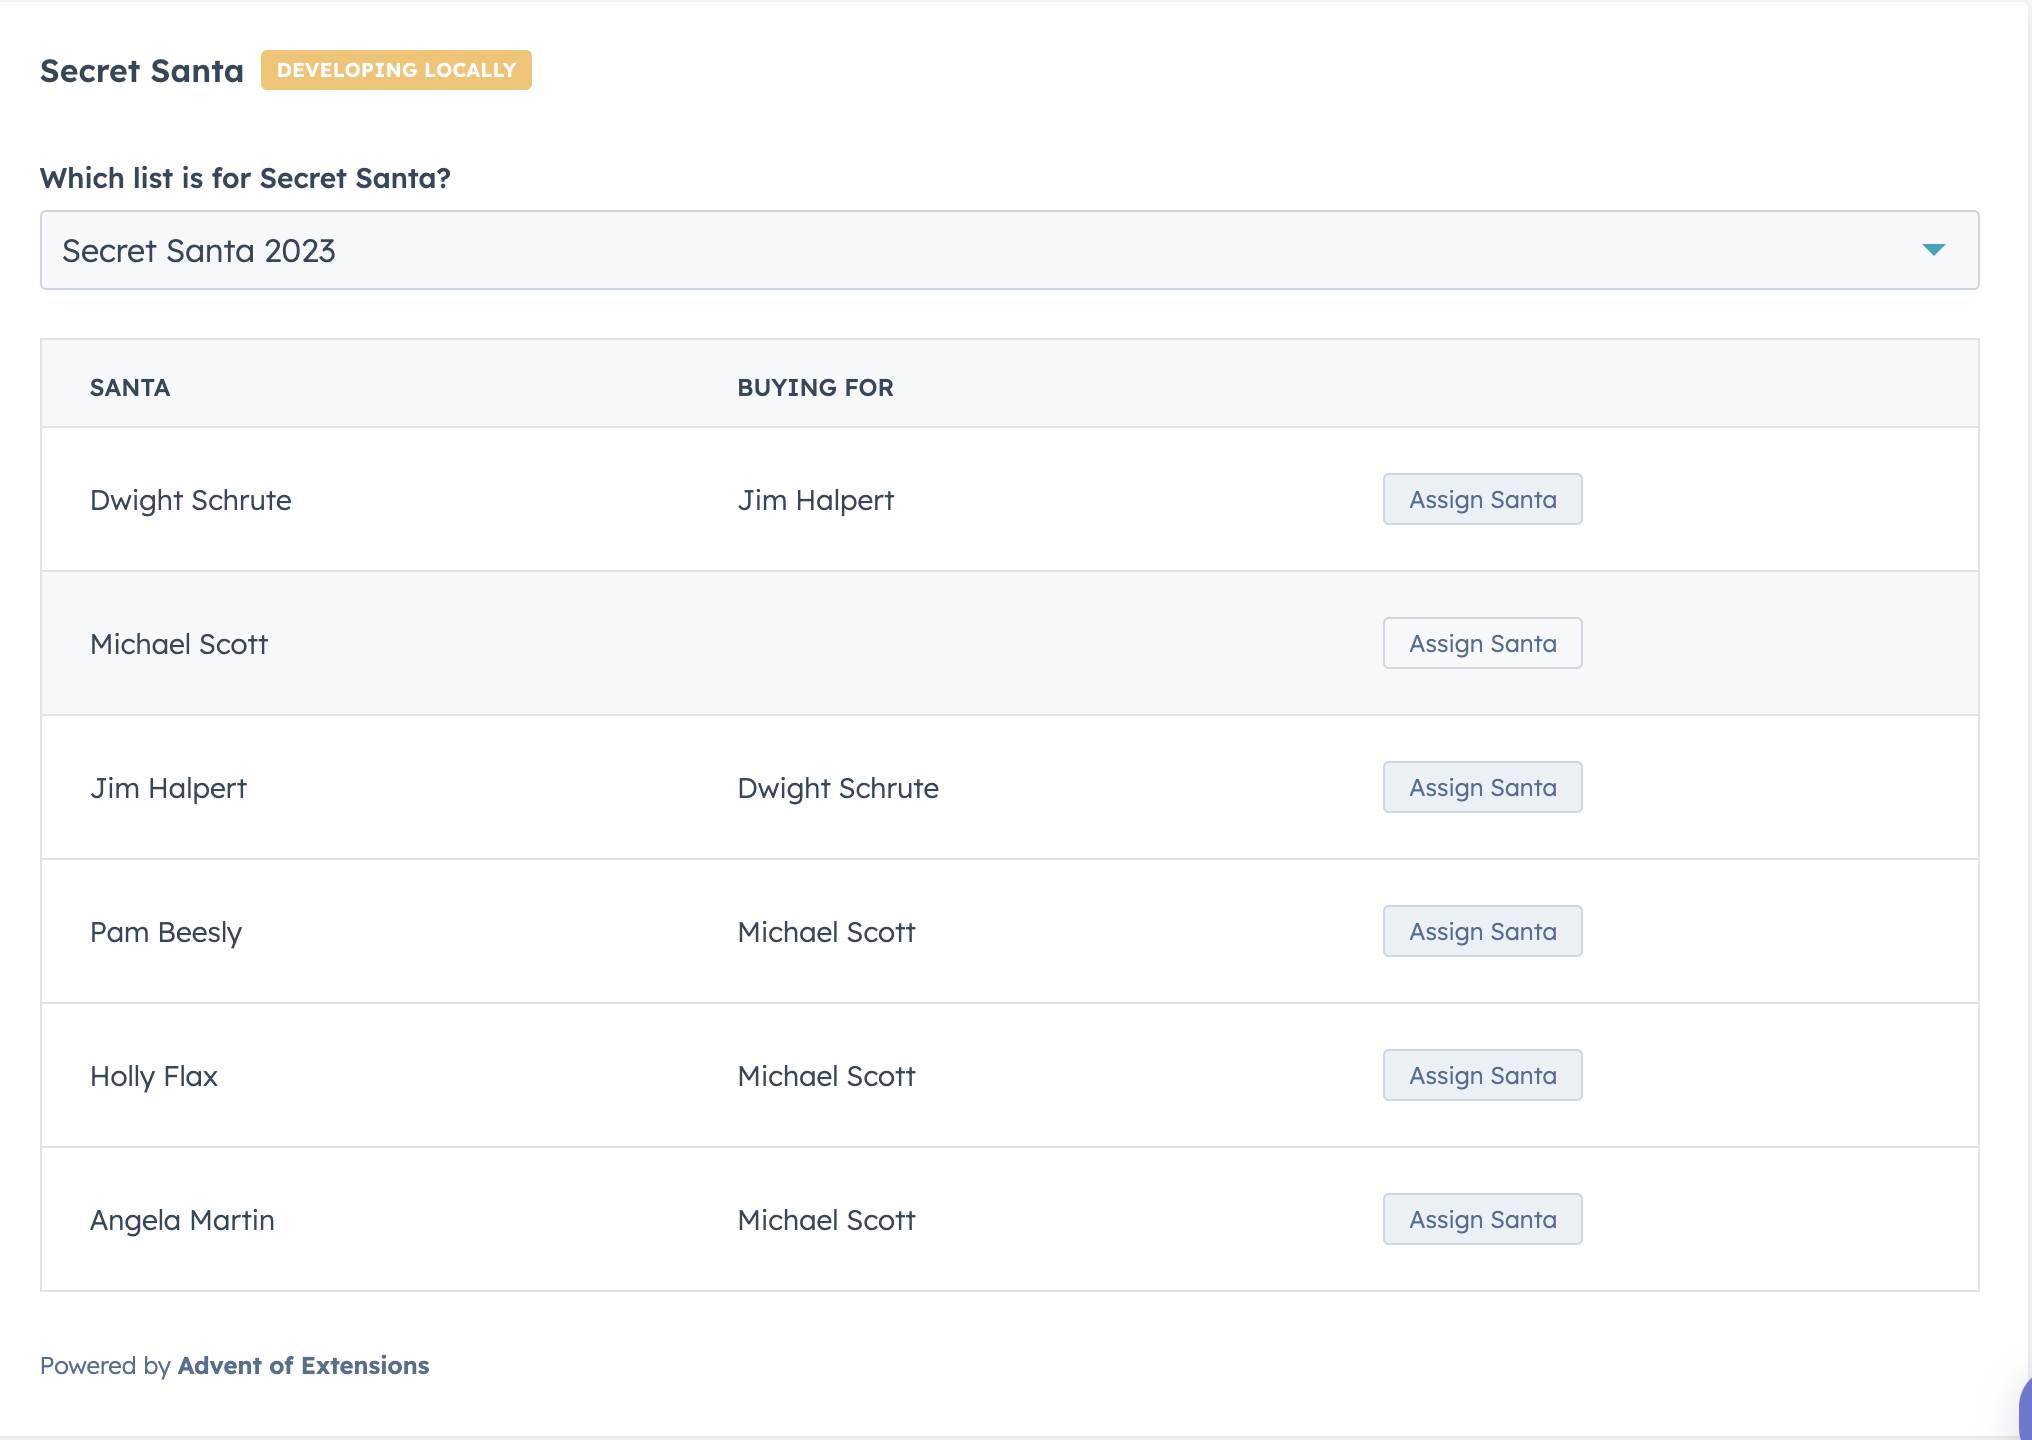 Secret Santa DEVELOPING LOCALLY
Which list is for Secret Santa?
Secret Santa 2023
SANTA BUYING FOR
Dwight Schrute Jim Halpert Assign Santa
Michael Scott Assign Santa
Jim Halpert Dwight Schrute Assign Santa
Pam Beesly Michael Scott Assign Santa
Holly Flax Michael Scott Assign Santa
Angela Martin Michael Scott Assign Santa
Powered by Advent of Extensions